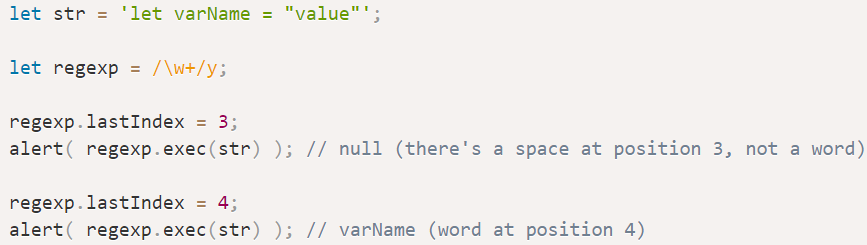 let str = 'let varName = "value"';
let regexp = /\w+/y;
regexp.lastIndex = 3;
alert( regexp.exec(str) ); // null (there's a space at position 3, not a word)
regexp.lastIndex = 4;
alert( regexp.exec(str) ); // varName (word at position 4)